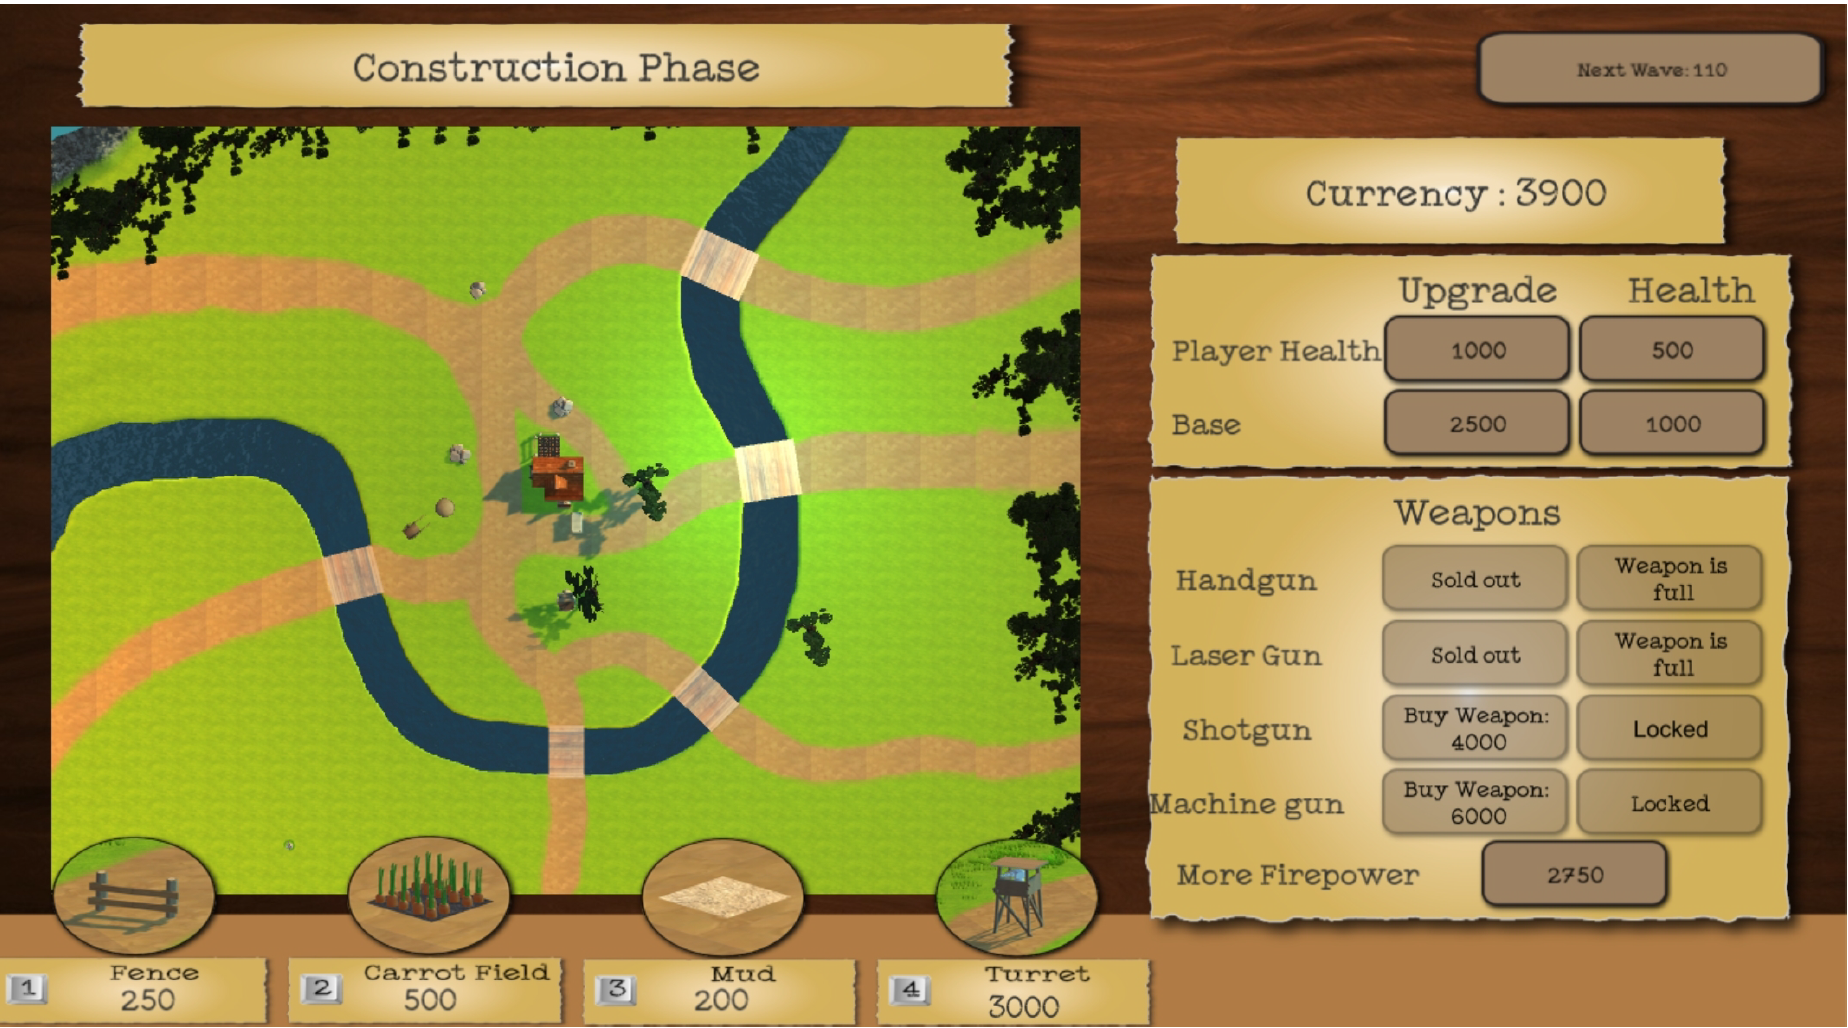 Construction Phase
Next Wave: 110
Currency : 3900
Upgrade Health
Player Health 1000 500
Base 2500 1000
Weapons
Handgun Sold out Weapon is
full
Laser Gun Sold out Weapon is
full
Shotgun Buy Weapon:
4000 Locked
Machine gun Buy Weapon:
6000 Locked
More Firepower 2750
1 Fence
250
2 Carrot Field
500
3 Mud
200
4 Turret
3000